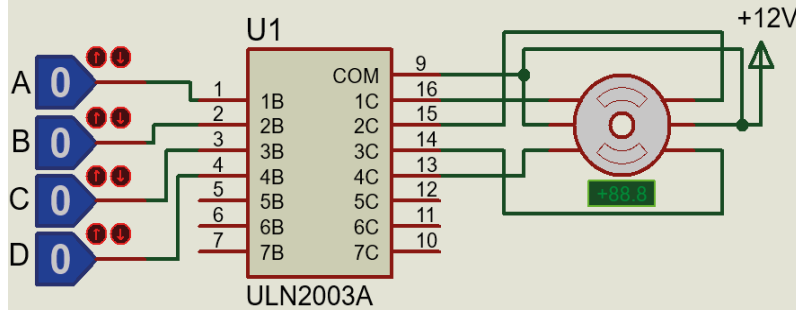 U1
+12V
A 0
B 0
C 0
D 0
1 1B
2 2B
3 3B
4 4B
5 5B
6 6B
7 7B
COM 9
1C 16
2C 15
3C 14
4C 13
5C 12
6C 11
7C 10
+88.8
ULN2003A